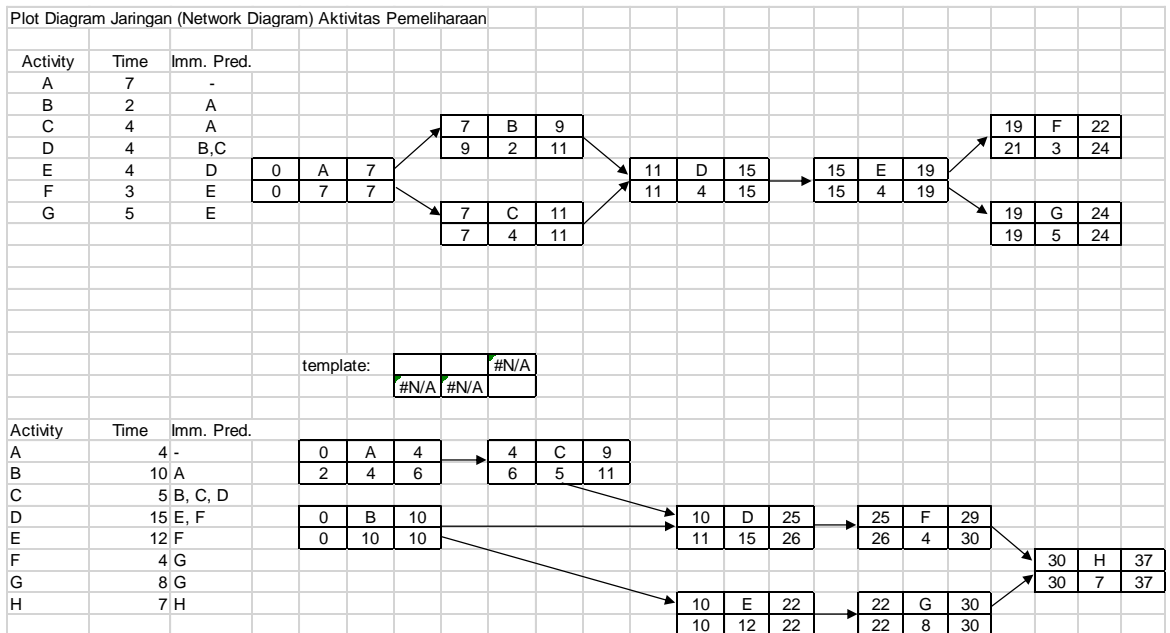 Plot Diagram Jaringan (Network Diagram) Aktivitas Pemeliharaan
Activity Time Imm. Pred.
A 7 -
B 2 A
C 4 A 7 B 9 19 F 22
D 4 B,C 9 2 11 21 3 24
E 4 D 0 A 7 11 D 15 15 E 19
F 3 E 0 7 7 11 4 15 15 4 19
G 5 E 7 C 11 19 G 24
7 4 11 19 5 24
template: #N/A
#N/A #N/A
Activity Time Imm. Pred.
A 4 - 0 A 4 4 C 9
B 10 A 2 4 6 6 5 11
C 5 B, C, D
D 15 E, F 0 B 10 10 D 25 25 F 29
E 12 F 0 10 10 11 15 26 26 4 30
F 4 G 30 H 37
G 8 G 30 7 37
H 7 H 10 E 22 22 G 30
10 12 22 22 8 30